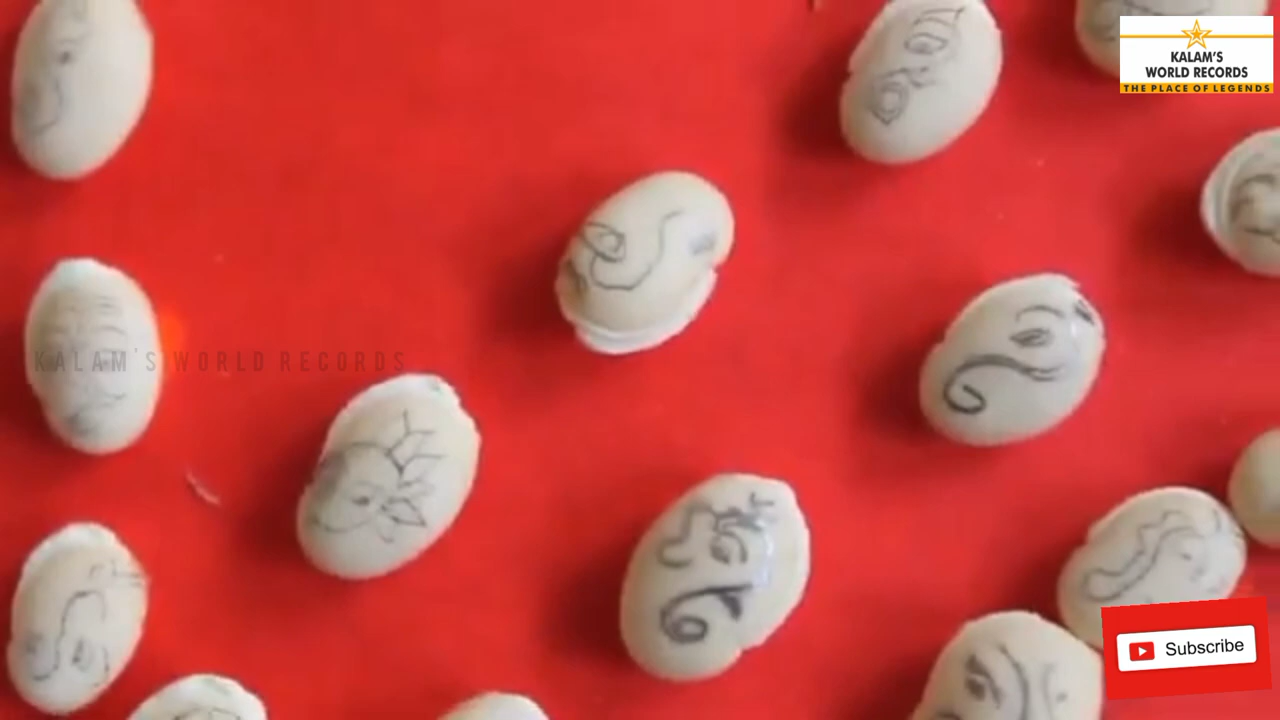 KALAM'S
WORLD RECORDS
THE PLACE OF LEGENDS
KALAM'S WORLD RECORDS
Subscribe